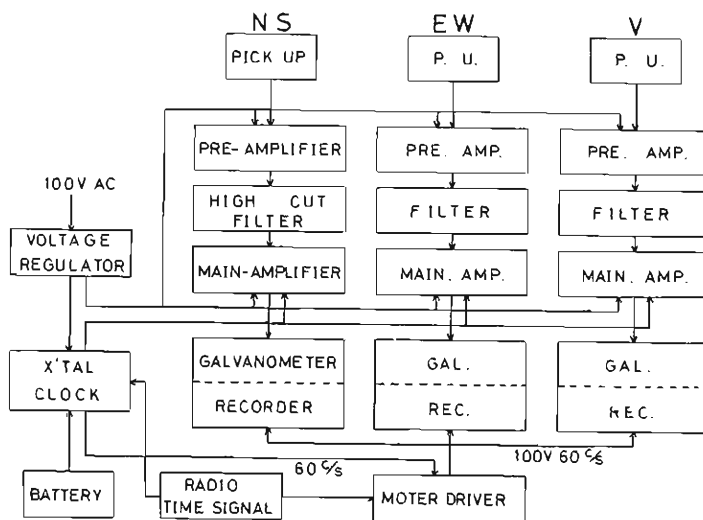 NS EW V
PICK UP P. U. P. U.
PRE-AMPLIFIER PRE. AMP. PRE. AMP.
100V AC
HIGH CUT
FILTER FILTER FILTER
VOLTAGE
REGULATOR
MAIN-AMPLIFIER MAIN. AMP. MAIN. AMP.
X'TAL
CLOCK
GALVANOMETER GAL. GAL.
RECORDER REC. REC.
100V 60 C/S
60 C/S
BATTERY
RADIO
TIME SIGNAL
MOTER DRIVER